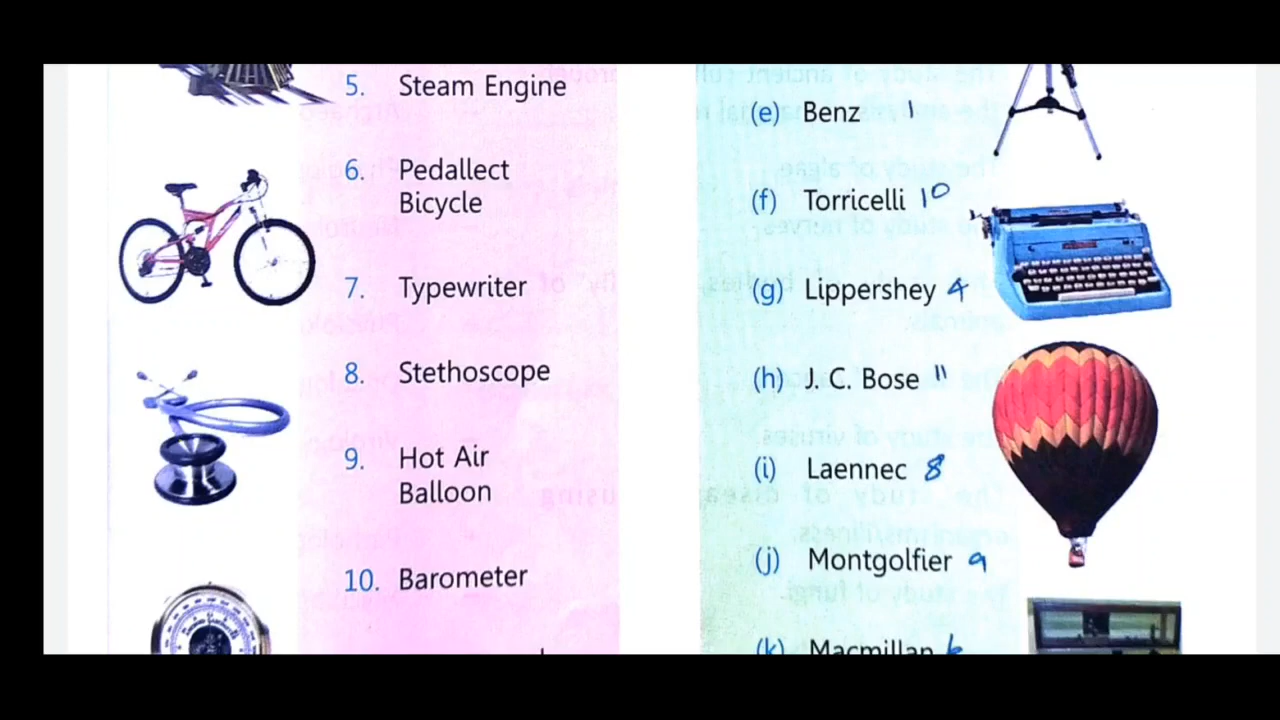 5. Steam Engine
6. Pedallect
Bicycle
7. Typewriter
8. Stethoscope
9. Hot Air
Balloon
10. Barometer
(e) Benz 1
(f) Torricelli 10
(g) Lippershey 4
(h) J. C. Bose 11
(i) Laennec 8
(j) Montgolfier 9
(k) Macmillan 6